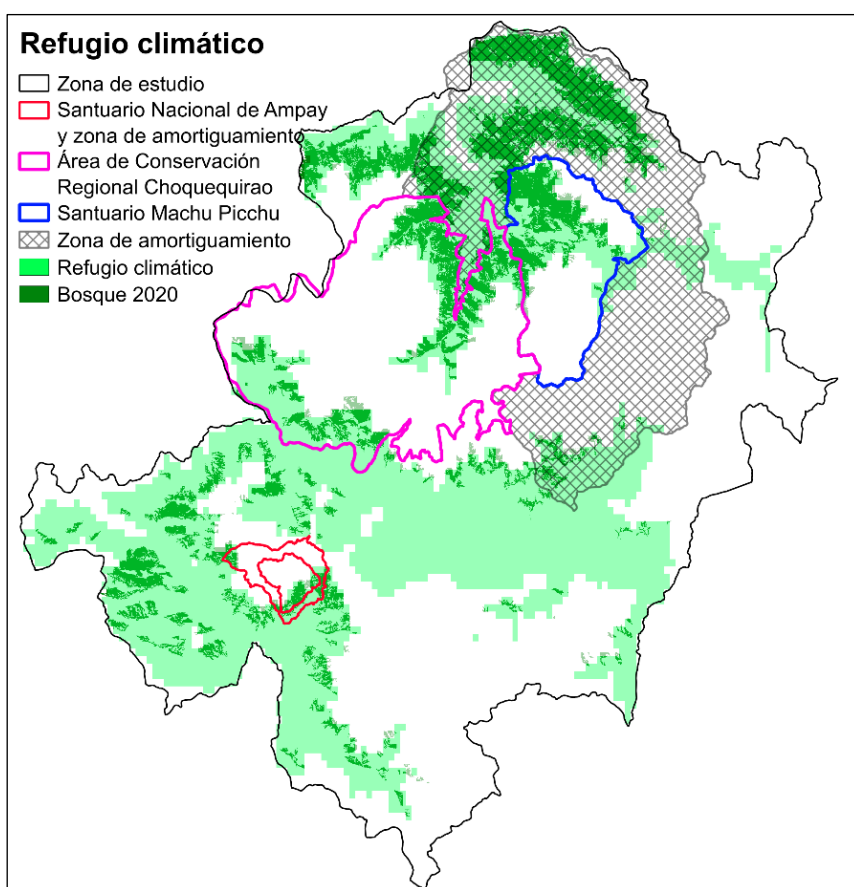 Refugio climático
Zona de estudio
Santuario Nacional de Ampay
y zona de amortiguamiento
Área de Conservación
Regional Choquequirao
Santuario Machu Picchu
Zona de amortiguamiento
Refugio climático
Bosque 2020